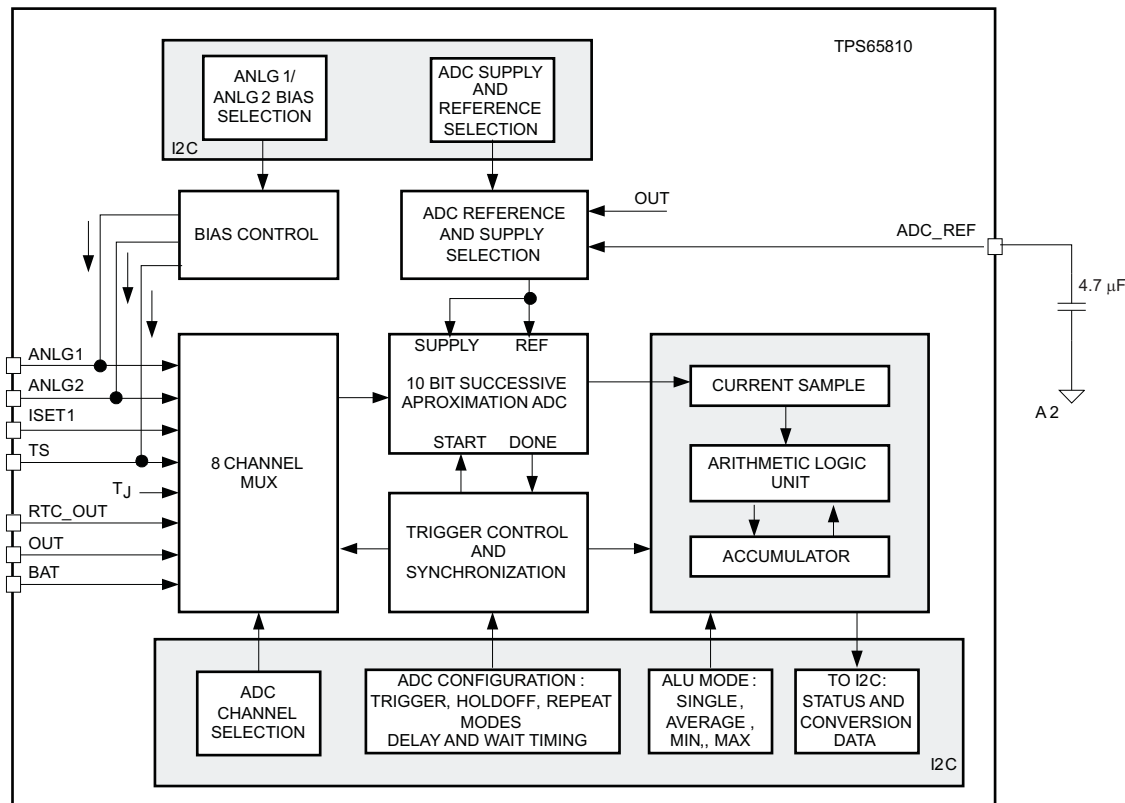 TPS65810
ANLG 1/
ANLG 2 BIAS
SELECTION
ADC SUPPLY
AND
REFERENCE
SELECTION
I2C
BIAS CONTROL
ADC REFERENCE
AND SUPPLY
SELECTION
OUT
ADC_REF
4.7 μF
A 2
ANLG1
ANLG2
ISET1
TS
TJ
RTC_OUT
OUT
BAT
8 CHANNEL
MUX
SUPPLY REF
10 BIT SUCCESSIVE
APROXIMATION ADC
START DONE
TRIGGER CONTROL
AND
SYNCHRONIZATION
CURRENT SAMPLE
ARITHMETIC LOGIC
UNIT
ACCUMULATOR
ADC
CHANNEL
SELECTION
ADC CONFIGURATION :
TRIGGER, HOLDOFF, REPEAT
MODES
DELAY AND WAIT TIMING
ALU MODE :
SINGLE ,
AVERAGE ,
MIN,, MAX
TO I2C:
STATUS AND
CONVERSION
DATA
I2C